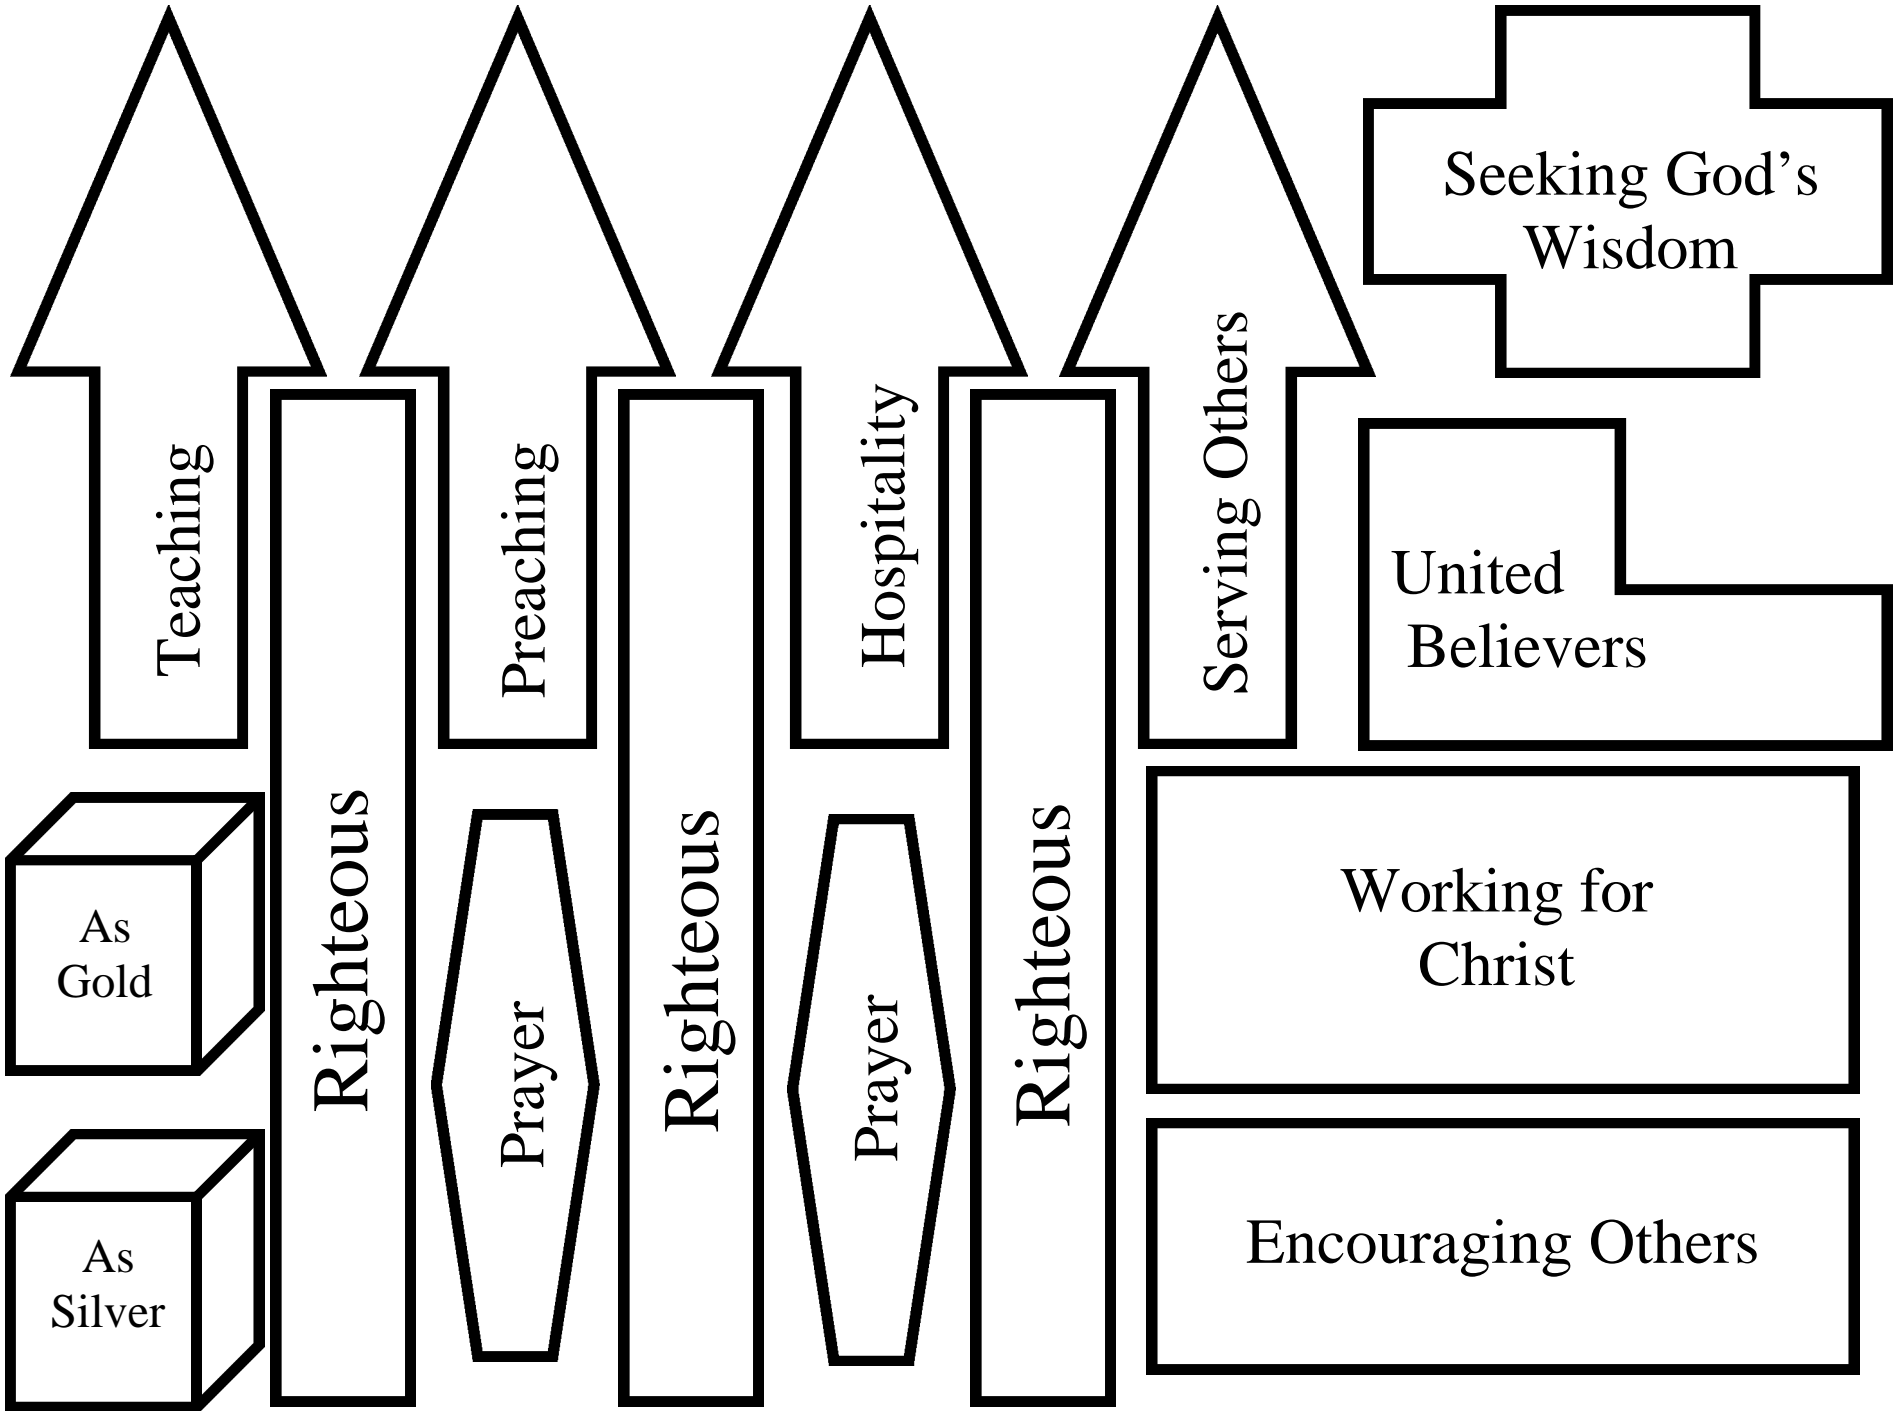 Teaching
Preaching
Hospitality
Serving Others
Seeking God’s
Wisdom
United
Believers
As
Gold
As
Silver
Righteous
Prayer
Righteous
Prayer
Righteous
Working for
Christ
Encouraging Others